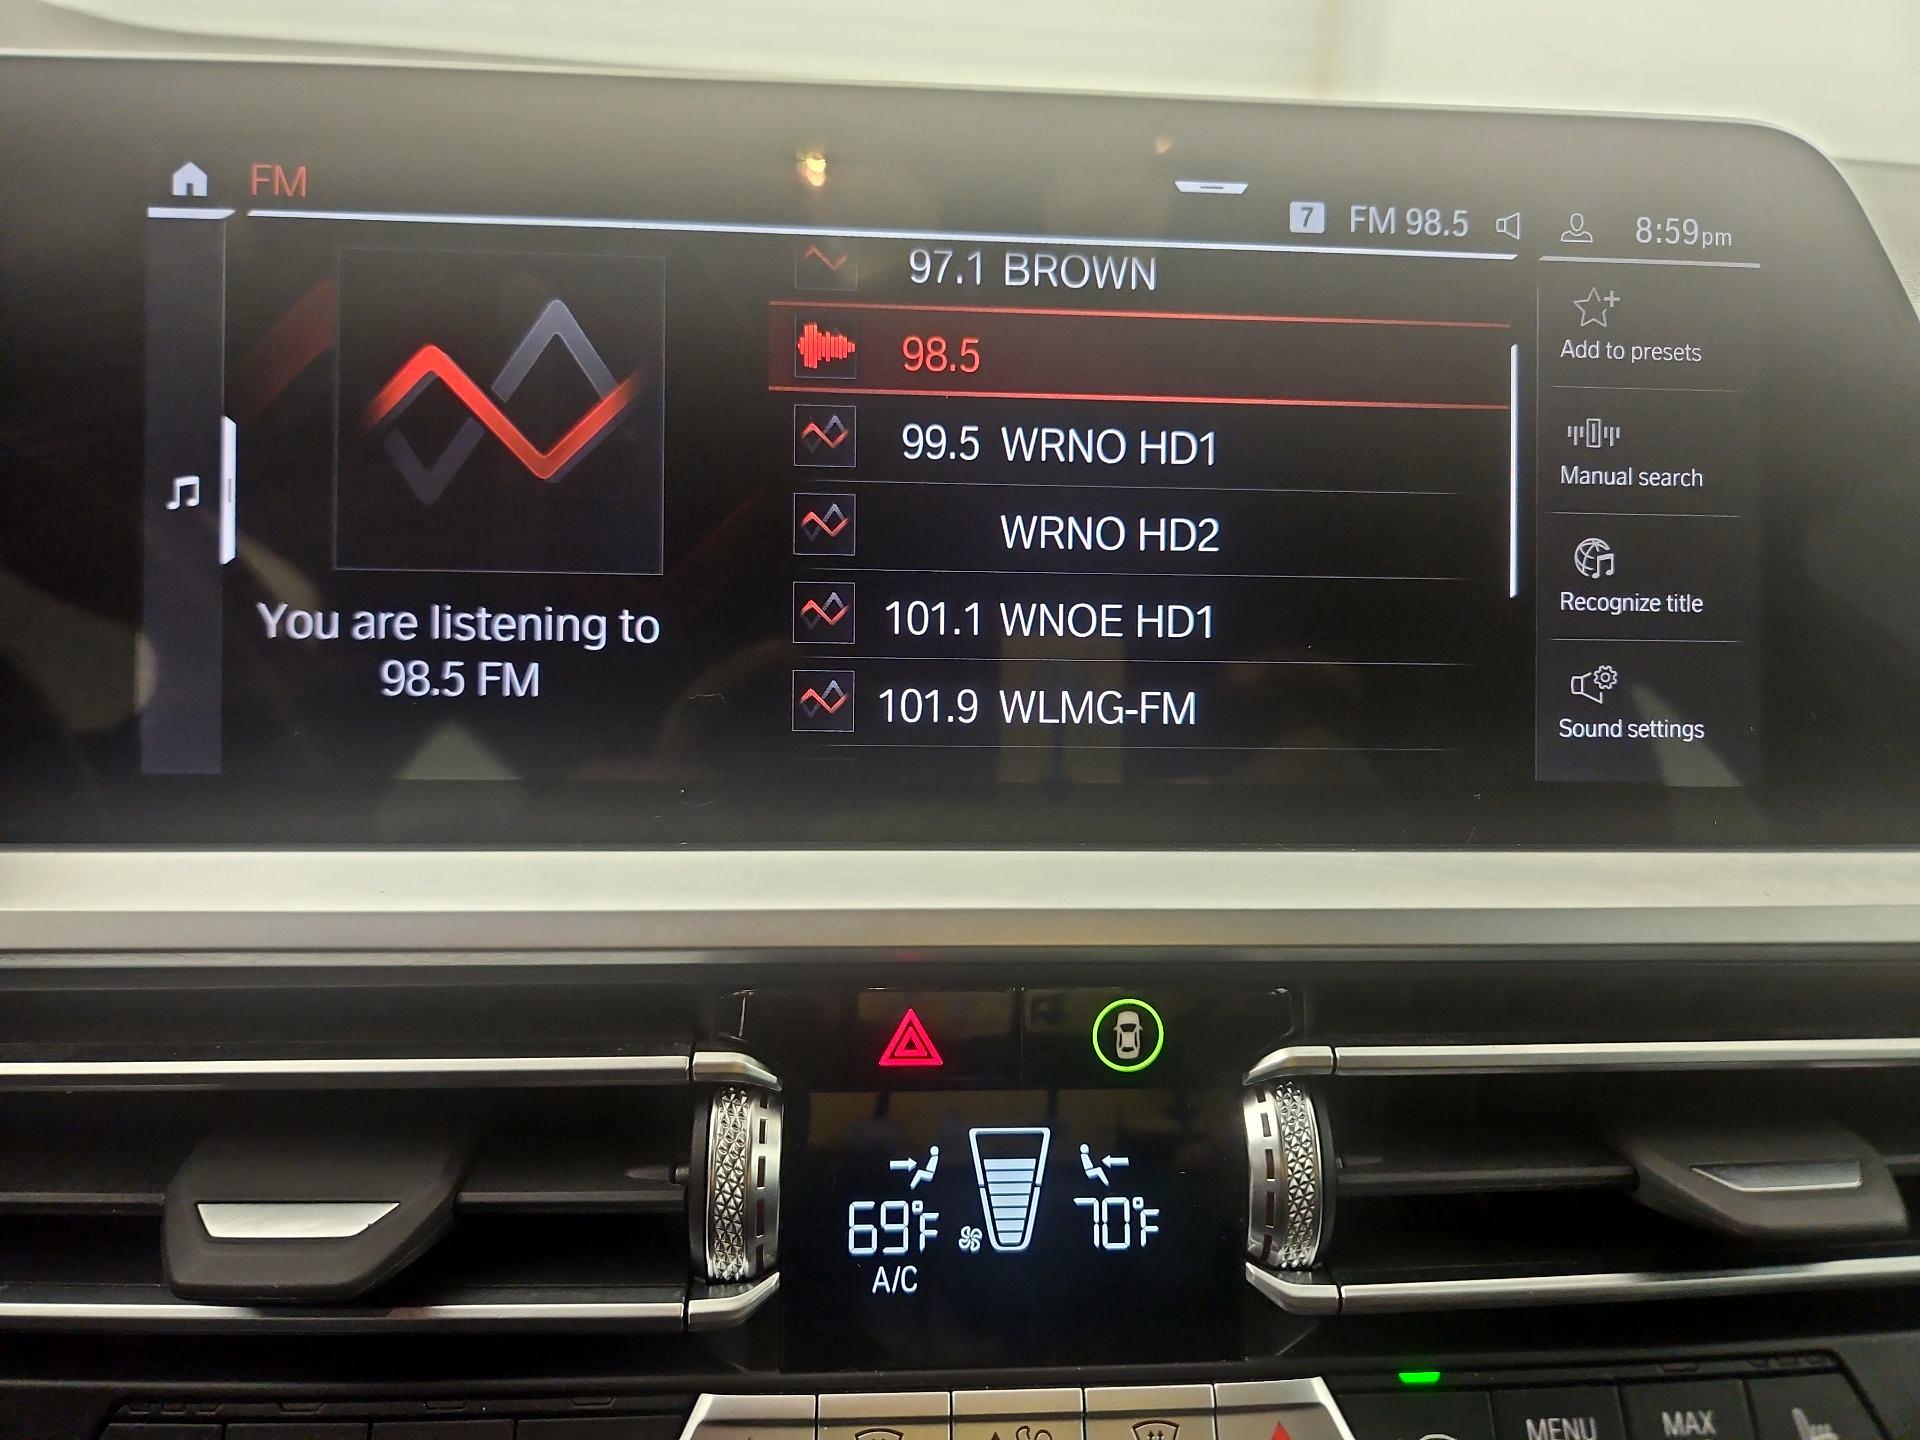 FM
7 FM 98.5 8:59pm
97.1 BROWN
98.5
99.5 WRNO HD1
WRNO HD2
101.1 WNOE HD1
101.9 WLMG-FM
You are listening to
98.5 FM
Add to presets
Manual search
Recognize title
Sound settings
69°F 70°F
A/C
MENU MAX